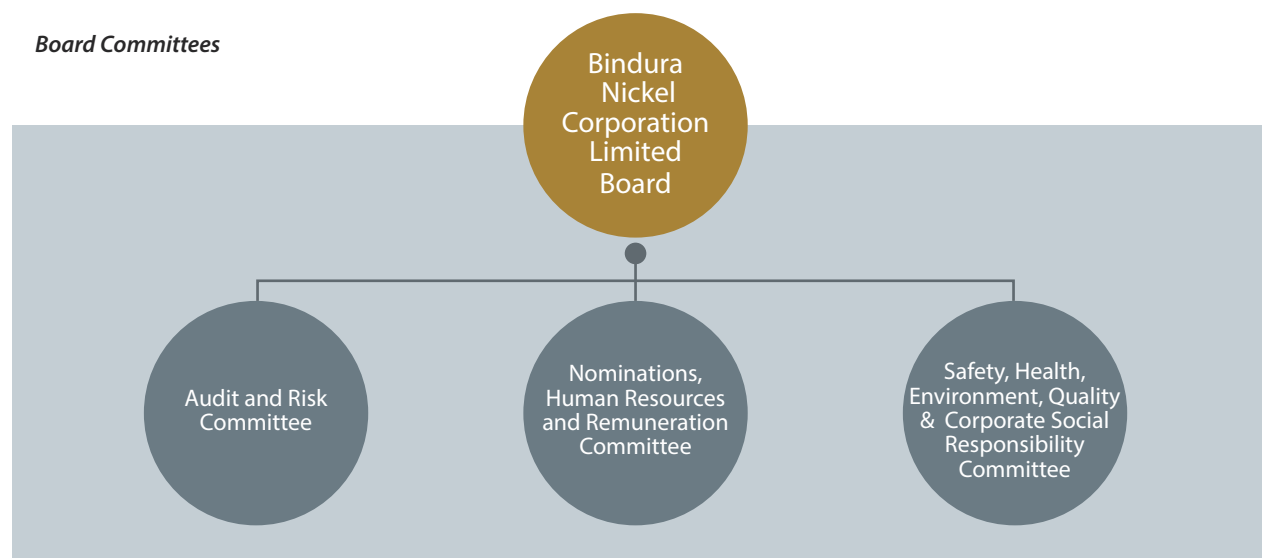 Board Committees
Bindura
Nickel
Corporation
Limited
Board
Audit and Risk
Committee
Nominations,
Human Resources
and Remuneration
Committee
Safety, Health,
Environment, Quality
& Corporate Social
Responsibility
Committee